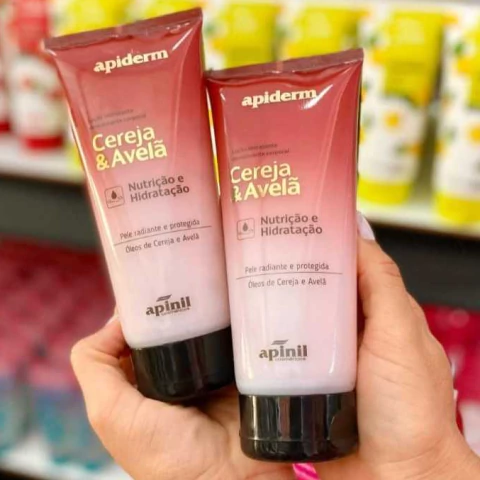 apiderm
Cereja
& Avelã
Nutrição e
Hidratação
Pele radiante e protegida
Óleos de Cereja e Avelã
apinil
apiderm
Cereja
& Avelã
Nutrição e
Hidratação
Pele radiante e protegida
Óleos de Cereja e Avelã
apinil